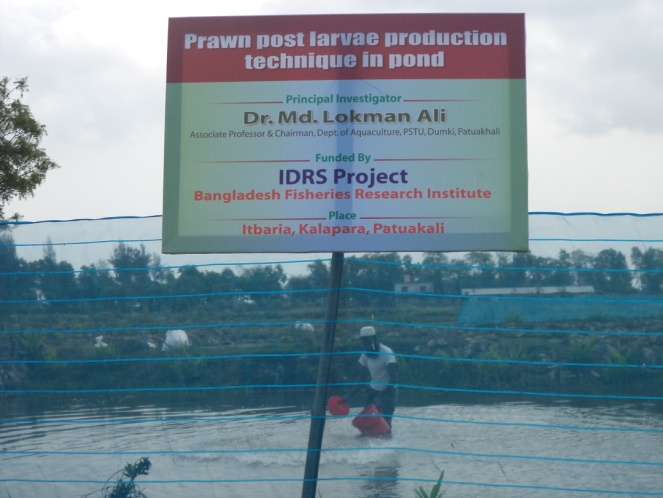 Prawn post larvae production
technique in pond
Principal Investigator
Dr. Md. Lokman Ali
Associate Professor & Chairman, Dept. of Aquaculture, PSTU, Dumki, Patuakhali
Funded By
IDRS Project
Bangladesh Fisheries Research Institute
Place
Itbaria, Kalapara, Patuakali